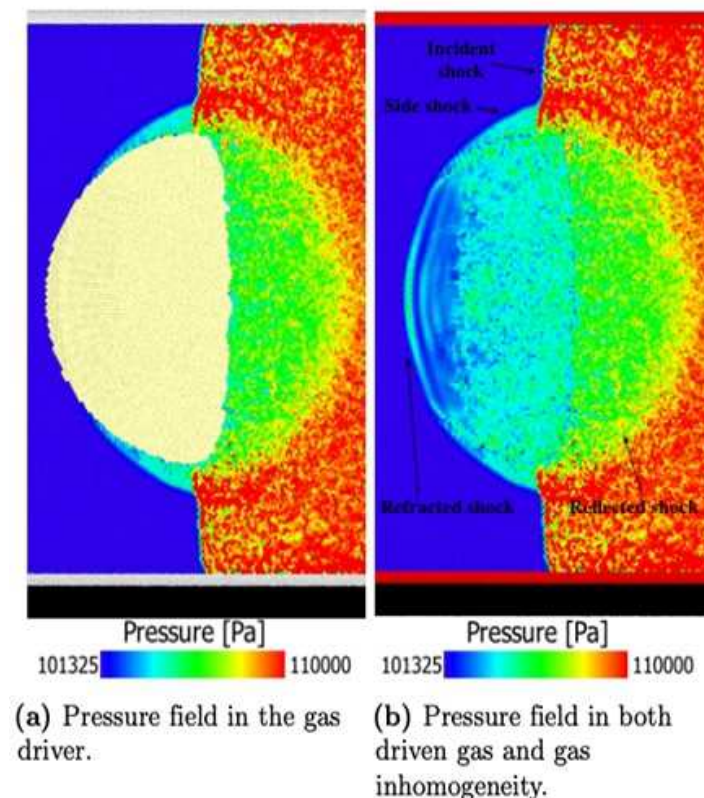 Incident
shock
Side shock
Refracted shock
Reflected shock
Pressure [Pa]
101325
110000
Pressure [Pa]
101325
110000
(a) Pressure field in the gas
driver.
(b) Pressure field in both
driven gas and gas
inhomogeneity.